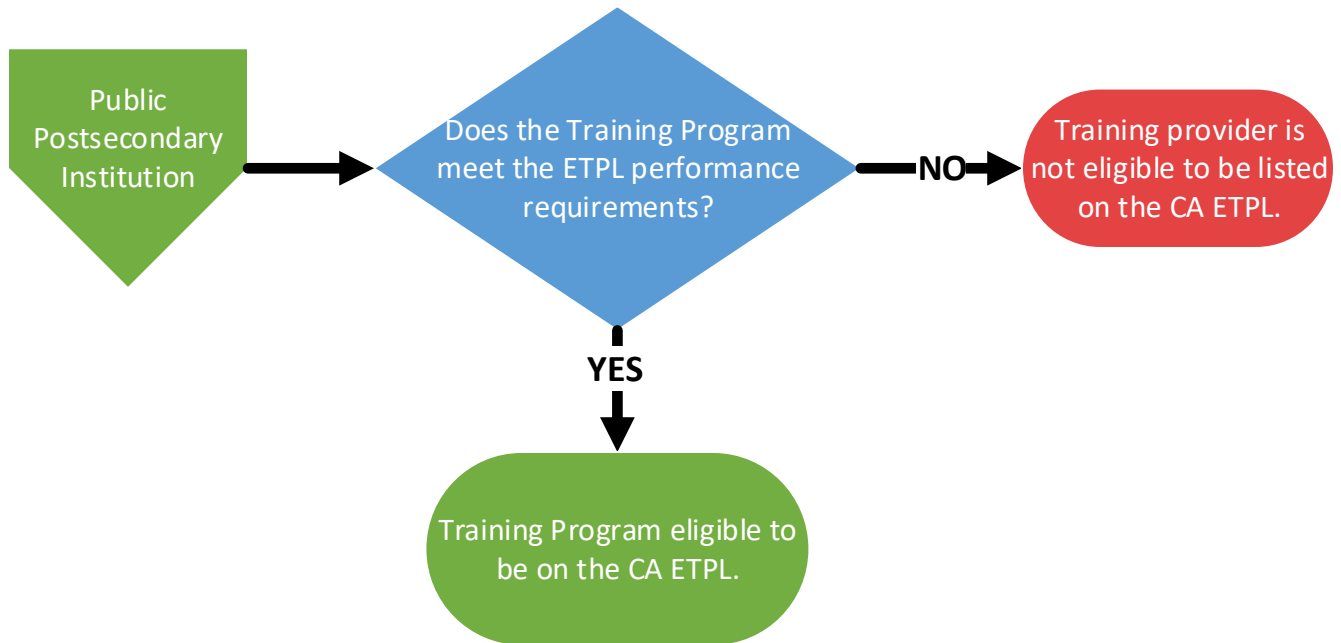 Public
Postsecondary
Institution
Does the Training Program
meet the ETPL performance
requirements?
NO
Training provider is
not eligible to be listed
on the CA ETPL.
YES
Training Program eligible to
be on the CA ETPL.